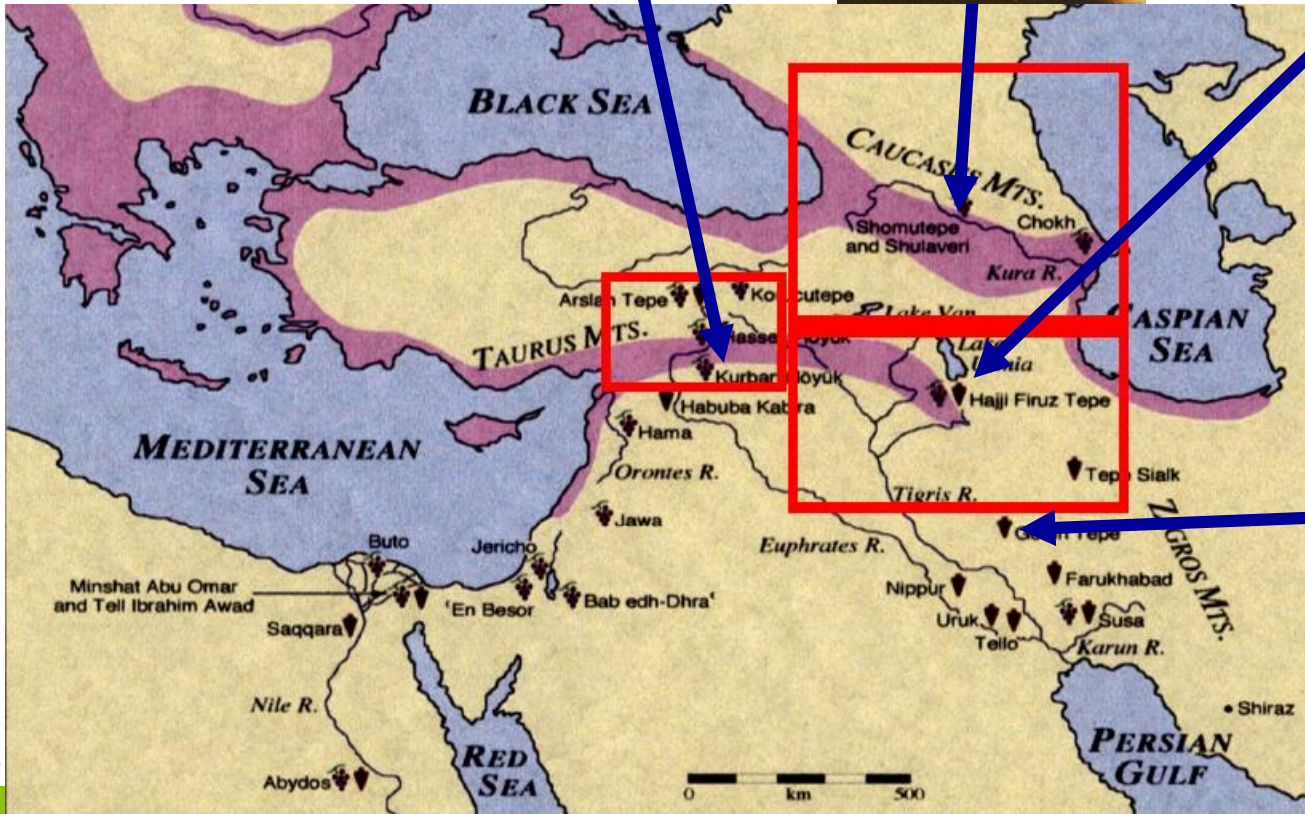 BLACK SEA
CAUCASUS MTS.
Shomutepe
and Shulaveri
Chokh
Kura R.
Arslan Tepe
Lake Van
CASPIAN
SEA
TAURUS MTS.
Kurban Höyük
Hajji Firuz Tepe
Habuba Kabira
Hama
MEDITERRANEAN
SEA
Orontes R.
Tepe Sialk
Tigris R.
Jawa
ZAGROS MTS.
Buto
Jericho
Euphrates R.
Tepe
Minshat Abu Omar
and Tell Ibrahim Awad
'En Besor
Bab edh-Dhra'
Nippur
Farukhabad
Saqqara
Uruk
Tello
Susa
Karun R.
Nile R.
Shiraz
RED
SEA
PERSIAN
GULF
Abydos
0 km 500